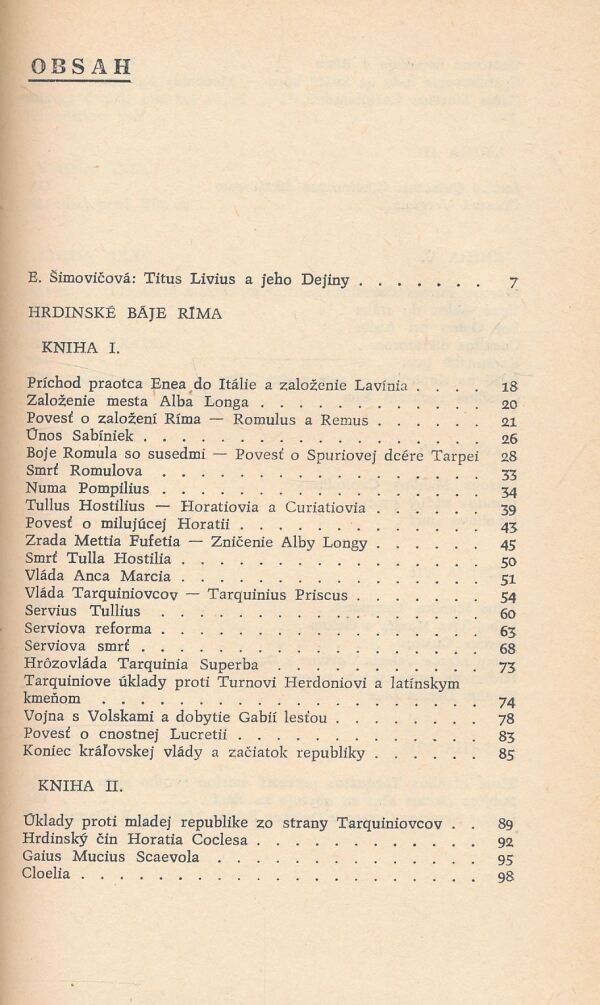 OBSAH
E. Šimovičová: Titus Livius a jeho Dejiny . . . . . . . 7
HRDINSKÉ BÁJE RÍMA
KNIHA I.
Príchod praotca Enea do Itálie a založenie Lavínia . . . . 18
Založenie mesta Alba Longa . . . . . . . . . . . . 20
Povesť o založení Ríma — Romulus a Remus . . . . . . 21
Únos Sabíniek . . . . . . . . . . . . . . . . . 26
Boje Romula so susedmi — Povesť o Spuriovej dcére Tarpei 28
Smrť Romulova . . . . . . . . . . . . . . . . 33
Numa Pompilius . . . . . . . . . . . . . . . . 34
Tullus Hostilius — Horatiovia a Curiatiovia . . . . . . 39
Povesť o milujúcej Horatii . . . . . . . . . . . . . 43
Zrada Mettia Fufetia — Zničenie Alby Longy . . . . . . 45
Smrť Tulla Hostilia . . . . . . . . . . . . . . . 50
Vláda Anca Marcia . . . . . . . . . . . . . . . 51
Vláda Tarquiniovcov — Tarquinius Priscus . . . . . . . 54
Servius Tullius . . . . . . . . . . . . . . . . 60
Serviova reforma . . . . . . . . . . . . . . . . 63
Serviova smrť . . . . . . . . . . . . . . . . . 68
Hrôzovláda Tarquinia Superba . . . . . . . . . . . 73
Tarquiniove úklady proti Turnovi Herdoniovi a latínskym
kmeňom . . . . . . . . . . . . . . . . . . . 74
Vojna s Volskami a dobytie Gabií lesťou . . . . . . . . 78
Povesť o cnostnej Lucretii . . . . . . . . . . . . . 83
Koniec kráľovskej vlády a začiatok republiky . . . . . . 85
KNIHA II.
Úklady proti mladej republike zo strany Tarquiniovcov . . 89
Hrdinský čin Horatia Coclesa . . . . . . . . . . . . 92
Gaius Mucius Scaevola . . . . . . . . . . . . . . 95
Cloelia . . . . . . . . . . . . . . . . . . . . 98